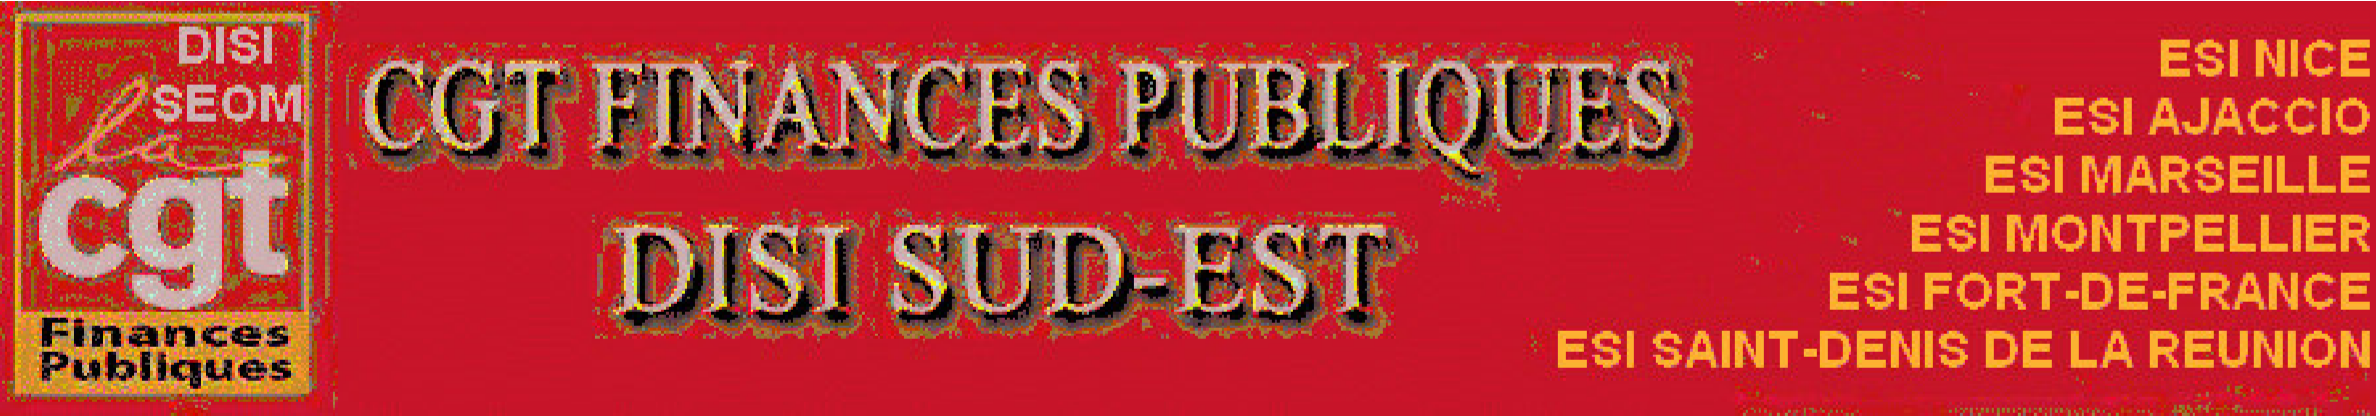 DISI
SEOM
la
cgt
Finances
Publiques
CGT FINANCES PUBLIQUES
DISI SUD-EST
ESI NICE
ESI AJACCIO
ESI MARSEILLE
ESI MONTPELLIER
ESI FORT-DE-FRANCE
ESI SAINT-DENIS DE LA REUNION